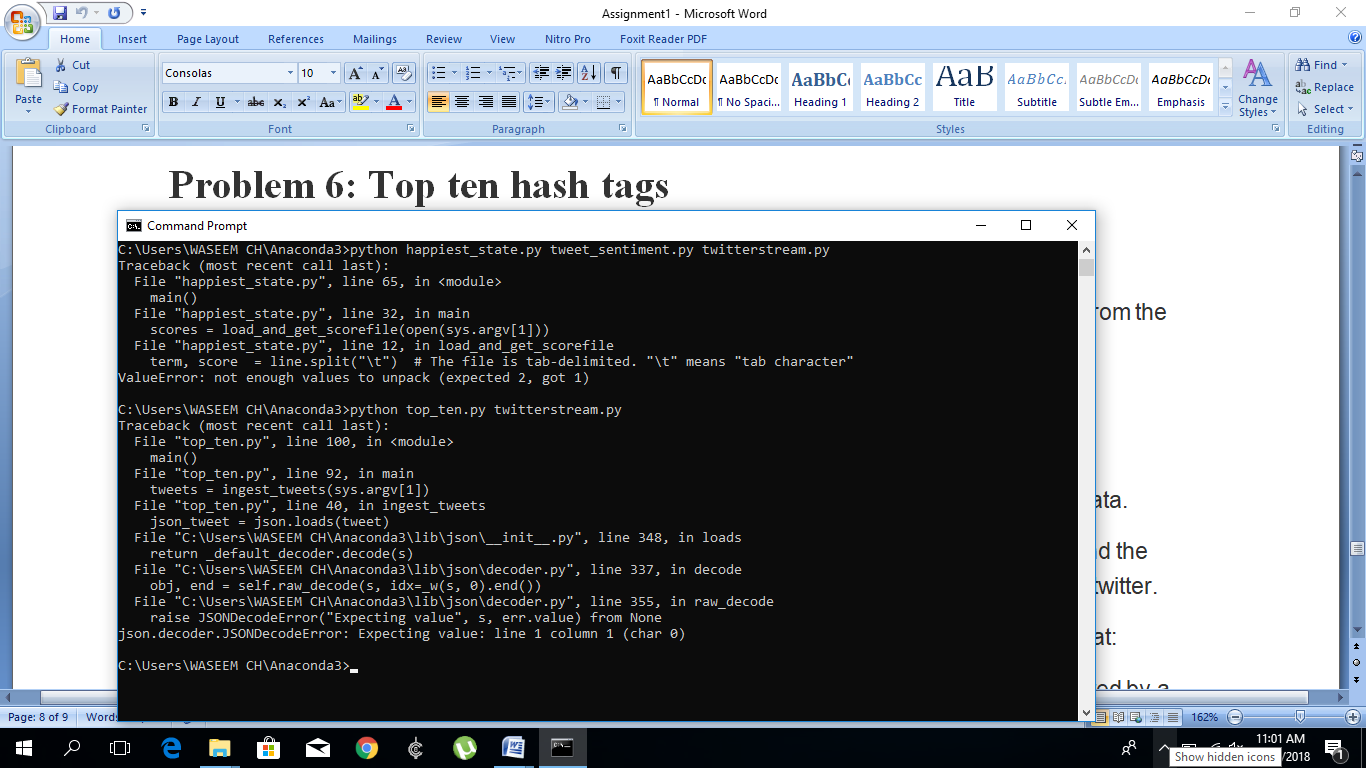 Assignment1 - Microsoft Word
Home Insert Page Layout References Mailings Review View Nitro Pro Foxit Reader PDF
Paste
Cut
Copy
Format Painter
Clipboard
Consolas 10
Font
Paragraph
AaBbCcDc AaBbCcDc AaBbC AaBbCc AaB AaBbCc. AaBbCcDc AaBbCcDc
¶ Normal ¶ No Spaci... Heading 1 Heading 2 Title Subtitle Subtle Em... Emphasis
Change Styles
Styles
Find
Replace
Select
Editing
Problem 6: Top ten hash tags
Command Prompt
C:\Users\WASEEM CH\Anaconda3>python happiest_state.py tweet_sentiment.py twitterstream.py
Traceback (most recent call last):
File "happiest_state.py", line 65, in <module>
main()
File "happiest_state.py", line 32, in main
scores = load_and_get_scorefile(open(sys.argv[1]))
File "happiest_state.py", line 12, in load_and_get_scorefile
term, score  = line.split("\t")  # The file is tab-delimited. "\t" means "tab character"
ValueError: not enough values to unpack (expected 2, got 1)
C:\Users\WASEEM CH\Anaconda3>python top_ten.py twitterstream.py
Traceback (most recent call last):
File "top_ten.py", line 100, in <module>
main()
File "top_ten.py", line 92, in main
tweets = ingest_tweets(sys.argv[1])
File "top_ten.py", line 40, in ingest_tweets
json_tweet = json.loads(tweet)
File "C:\Users\WASEEM CH\Anaconda3\lib\json\__init__.py", line 348, in loads
return _default_decoder.decode(s)
File "C:\Users\WASEEM CH\Anaconda3\lib\json\decoder.py", line 337, in decode
obj, end = self.raw_decode(s, idx=_w(s, 0).end())
File "C:\Users\WASEEM CH\Anaconda3\lib\json\decoder.py", line 355, in raw_decode
raise JSONDecodeError("Expecting value", s, err.value) from None
json.decoder.JSONDecodeError: Expecting value: line 1 column 1 (char 0)
C:\Users\WASEEM CH\Anaconda3>
rom the
ata.
d the
twitter.
at:
ed by a
Page: 8 of 9 Words
162%
11:01 AM
/2018
Show hidden icons